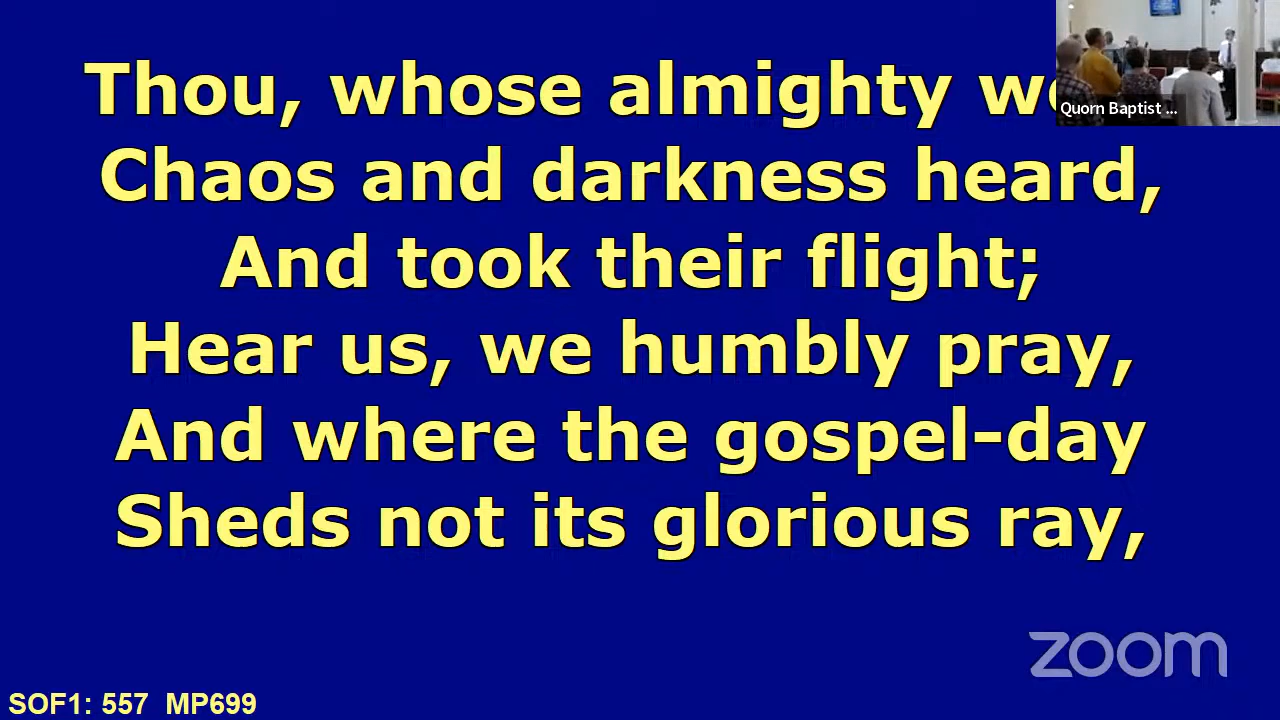 Thou, whose almighty
Chaos and darkness heard,
And took their flight;
Hear us, we humbly pray,
And where the gospel-day
Sheds not its glorious ray,
Quorn Baptist ...
zoom
SOF1: 557 MP699